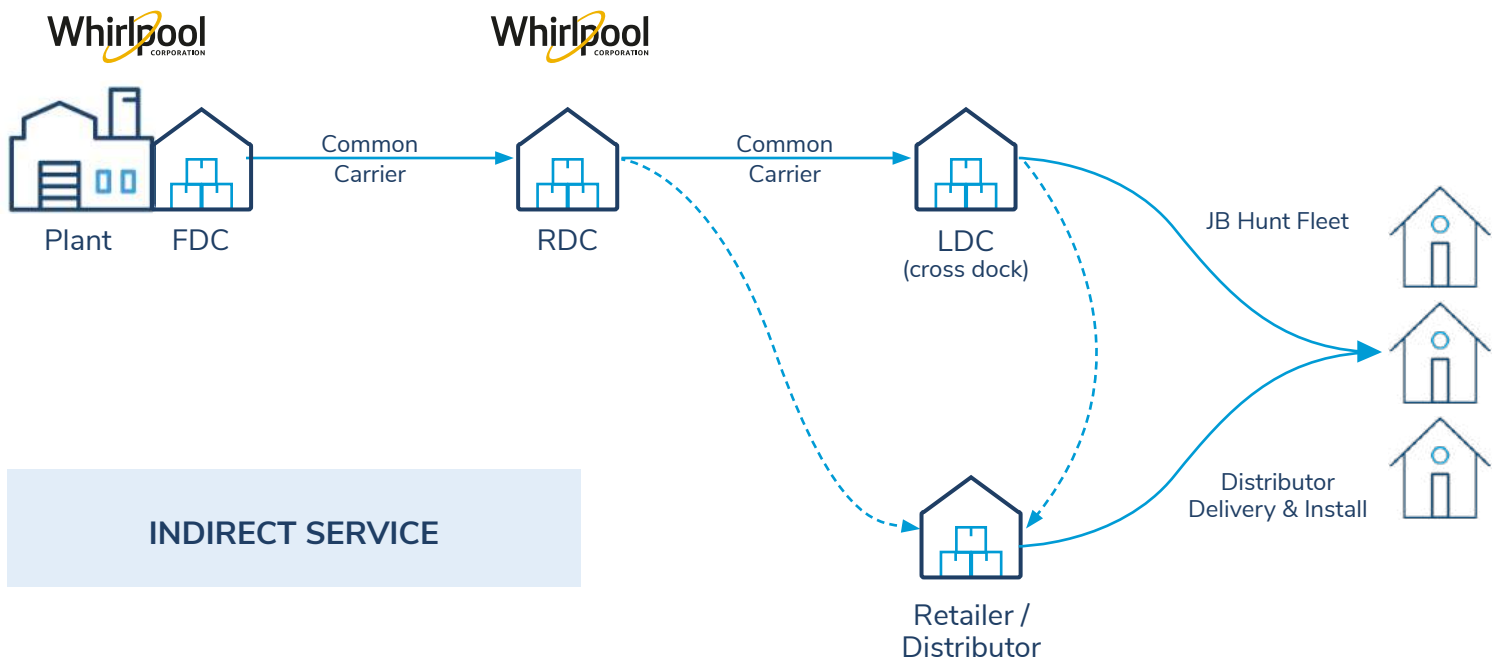 Whirlpool
CORPORATION
Whirlpool
CORPORATION
Common
Carrier
Common
Carrier
JB Hunt Fleet
Plant
FDC
RDC
LDC
(cross dock)
Distributor
Delivery & Install
INDIRECT SERVICE
Retailer /
Distributor